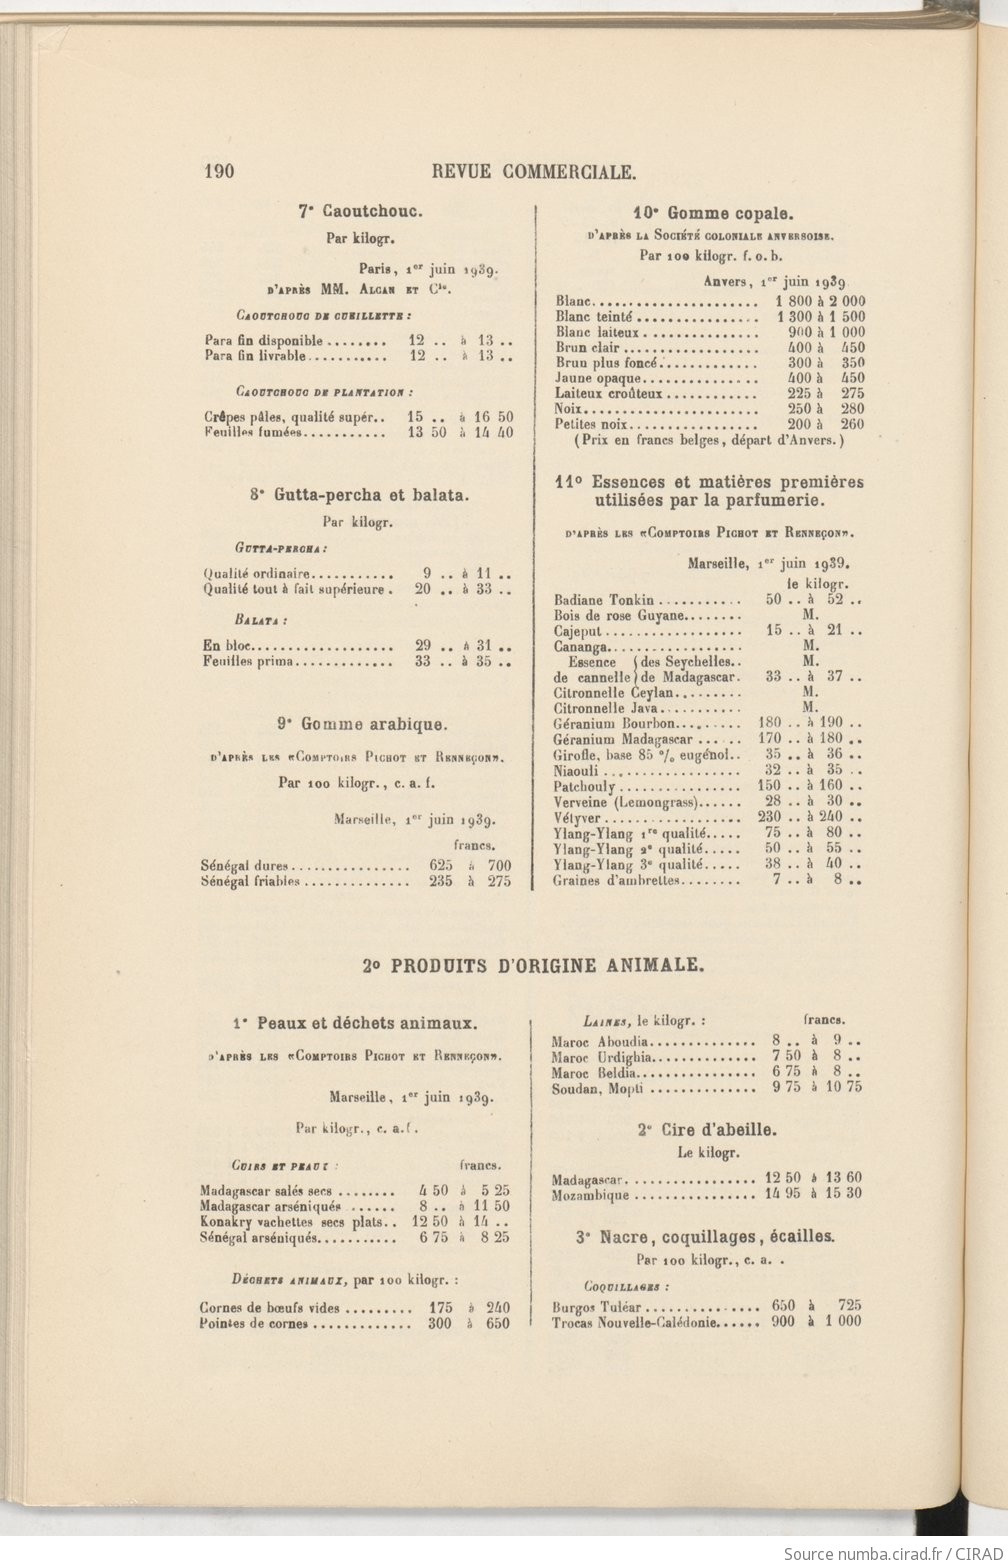 190
REVUE COMMERCIALE.
7° Caoutchouc.
Par kilogr.
Paris, 1er juin 1939.
D'APRÈS MM. ALCAN ET Cie.
CAOUTCHOUC DE CUEILLETTE :
Para fin disponible ........ 12 .. à 13 ..
Para fin livrable........... 12 .. à 13 ..
CAOUTCHOUC DE PLANTATION :
Crêpes pâles, qualité supér.. 15 .. à 16 50
Feuilles fumées........... 13 50 à 14 40
8° Gutta-percha et balata.
Par kilogr.
GUTTA-PERCHA :
Qualité ordinaire........... 9 .. à 11 ..
Qualité tout à fait supérieure . 20 .. à 33 ..
BALATA :
En bloc................... 29 .. à 31 ..
Feuilles prima............. 33 .. à 35 ..
9° Gomme arabique.
D'APRÈS LES «COMPTOIRS PICHOT ET RENNEÇON».
Par 100 kilogr., c. a. f.
Marseille, 1er juin 1939.
francs.
Sénégal dures................ 625 à 700
Sénégal friables .............. 235 à 275
10° Gomme copale.
D'APRÈS LA SOCIÉTÉ COLONIALE ANVERSOISE.
Par 100 kilogr. f. o. b.
Anvers, 1er juin 1939
Blanc...................... 1 800 à 2 000
Blanc teinté ................ 1 300 à 1 500
Blanc laiteux ................ 900 à 1 000
Brun clair .................. 400 à 450
Brun plus foncé............. 300 à 350
Jaune opaque............... 400 à 450
Laiteux croûteux ............ 225 à 275
Noix....................... 250 à 280
Petites noix................. 200 à 260
(Prix en francs belges, départ d'Anvers.)
11° Essences et matières premières
utilisées par la parfumerie.
D'APRÈS LES «COMPTOIRS PICHOT ET RENNEÇON».
Marseille, 1er juin 1939.
le kilogr.
Badiane Tonkin ........... 50 .. à 52 ..
Bois de rose Guyane........ M.
Cajeput .................. 15 .. à 21 ..
Cananga.................. M.
Essence { des Seychelles.. M.
de cannelle } de Madagascar. 33 .. à 37 ..
Citronnelle Ceylan......... M.
Citronnelle Java........... M.
Géranium Bourbon......... 180 .. à 190 ..
Géranium Madagascar ...... 170 .. à 180 ..
Girofle, base 85 % eugénol.. 35 .. à 36 ..
Niaouli .................. 32 .. à 35 ..
Patchouly ................ 150 .. à 160 ..
Verveine (Lemongrass)...... 28 .. à 30 ..
Vétyver .................. 230 .. à 240 ..
Ylang-Ylang 1re qualité..... 75 .. à 80 ..
Ylang-Ylang 2e qualité..... 50 .. à 55 ..
Ylang-Ylang 3e qualité..... 38 .. à 40 ..
Graines d'ambrettes........ 7 .. à 8 ..
2° PRODUITS D'ORIGINE ANIMALE.
1° Peaux et déchets animaux.
D'APRÈS LES «COMPTOIRS PICHOT ET RENNEÇON».
Marseille, 1er juin 1939.
Par kilogr., c. a. f.
CUIRS ET PEAUX : francs.
Madagascar salés secs ........ 4 50 à 5 25
Madagascar arséniqués ....... 8 .. à 11 50
Konakry vachettes secs plats.. 12 50 à 14 ..
Sénégal arséniqués........... 6 75 à 8 25
DÉCHETS ANIMAUX, par 100 kilogr. :
Cornes de bœufs vides ......... 175 à 240
Pointes de cornes ............. 300 à 650
LAINES, le kilogr. : francs.
Maroc Aboudia.............. 8 .. à 9 ..
Maroc Urdighia.............. 7 50 à 8 ..
Maroc Beldia................ 6 75 à 8 ..
Soudan, Mopti .............. 9 75 à 10 75
2° Cire d'abeille.
Le kilogr.
Madagascar................. 12 50 à 13 60
Mozambique ................ 14 95 à 15 30
3° Nacre, coquillages, écailles.
Par 100 kilogr., c. a. .
COQUILLAGES :
Burgos Tuléar................ 650 à 725
Trocas Nouvelle-Calédonie...... 900 à 1 000
Source numba.cirad.fr / CIRAD